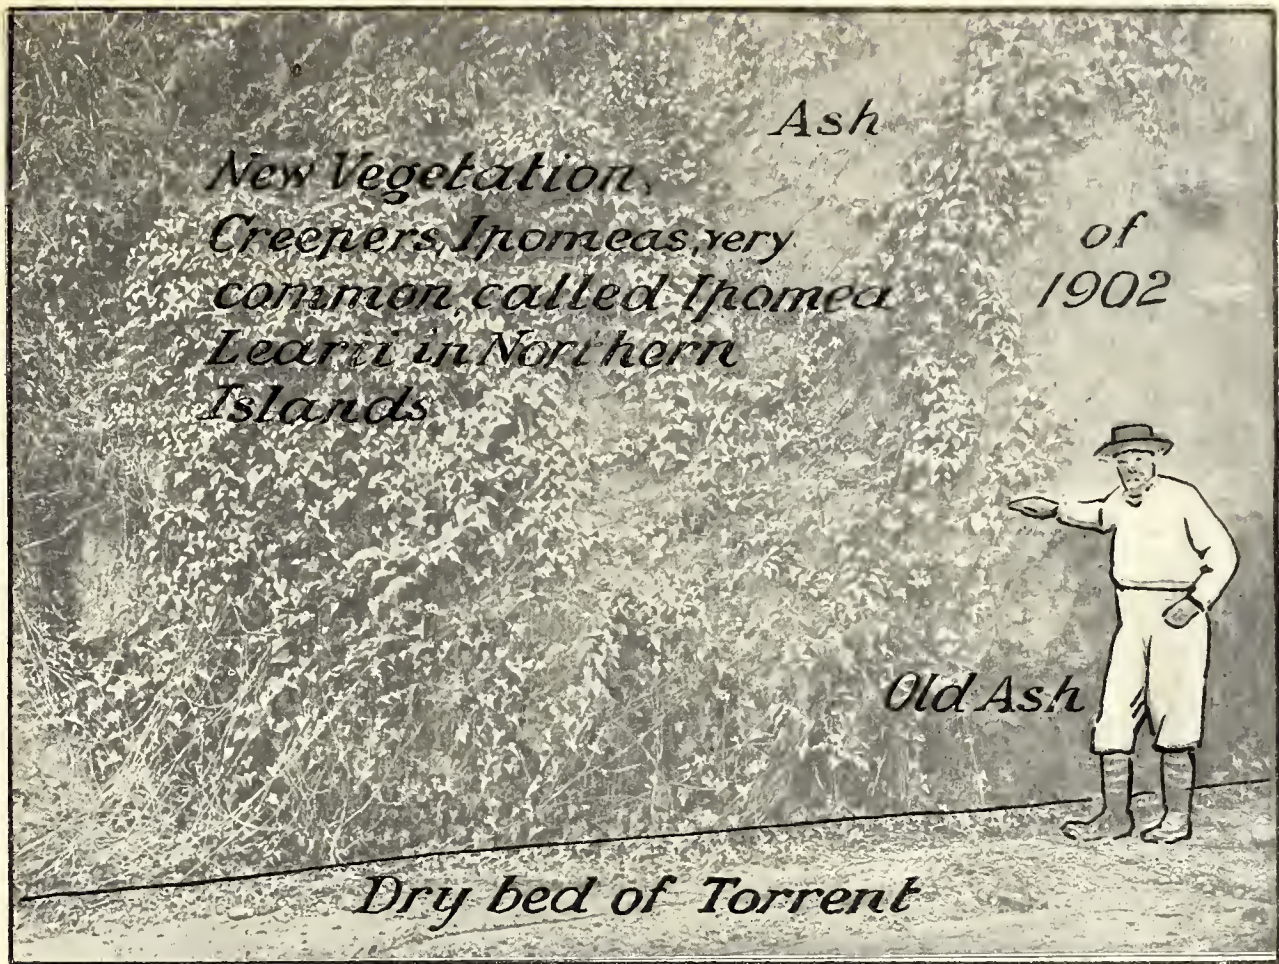 Ash
New Vegetation,
Creepers, Ipomeas, very
common, called Ipomea
Learii in Northern
Islands
of
1902
Old Ash
Dry bed of Torrent